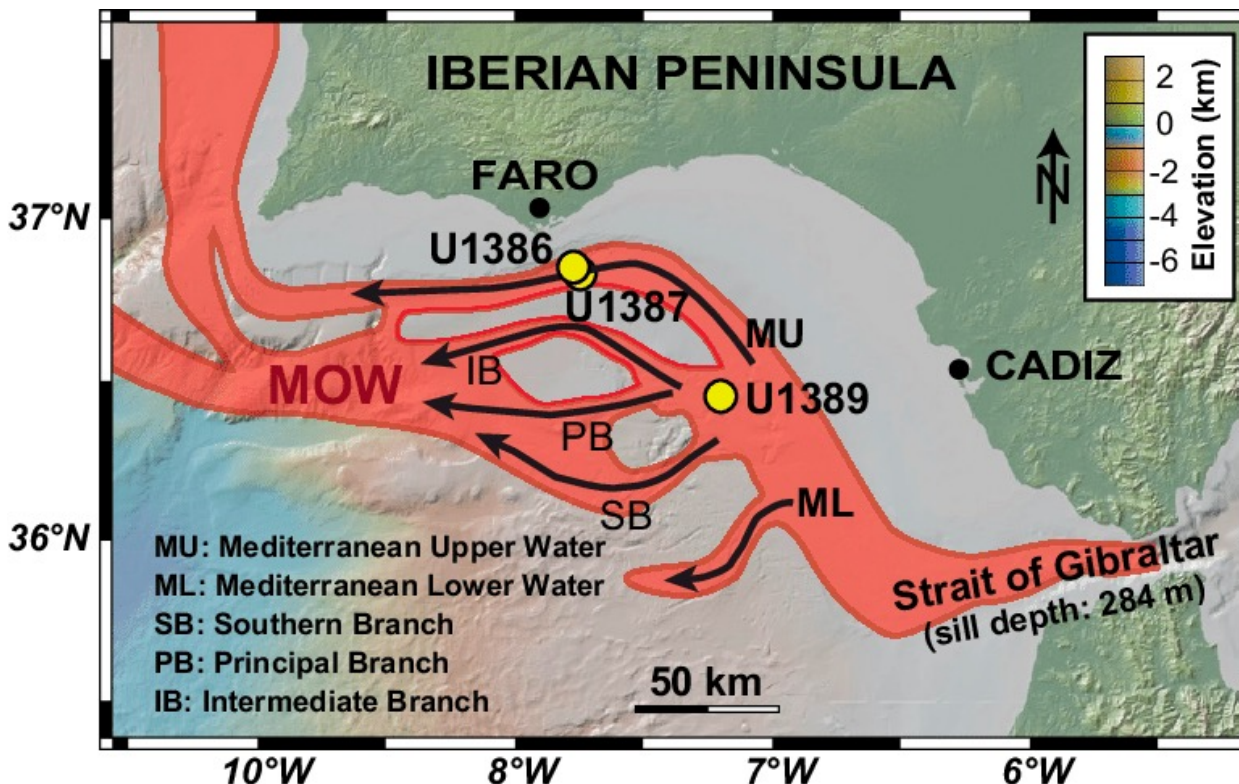 IBERIAN PENINSULA
2
0
-2
-4
-6
Elevation (km)
N
FARO
37°N
U1386
U1387
MU
CADIZ
IB
MOW
U1389
PB
SB
ML
36°N
MU: Mediterranean Upper Water
ML: Mediterranean Lower Water
SB: Southern Branch
PB: Principal Branch
IB: Intermediate Branch
Strait of Gibraltar
(sill depth: 284 m)
50 km
10°W
8°W
7°W
6°W